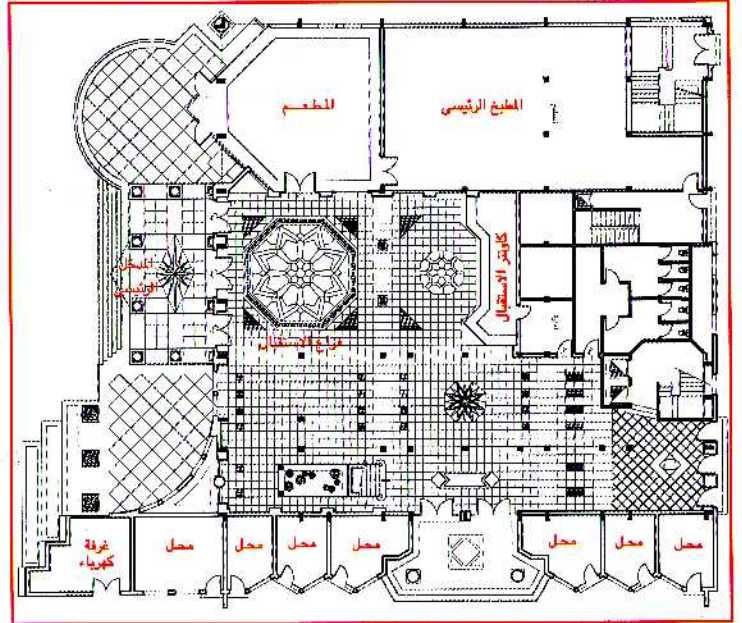 المطعم
المطبخ الرئيسي
كاونتر الاستقبال
المدخل
الرئيسي
فراغ الاستقبال
غرفة
كهرباء
محل
محل
محل
محل
محل
محل
محل